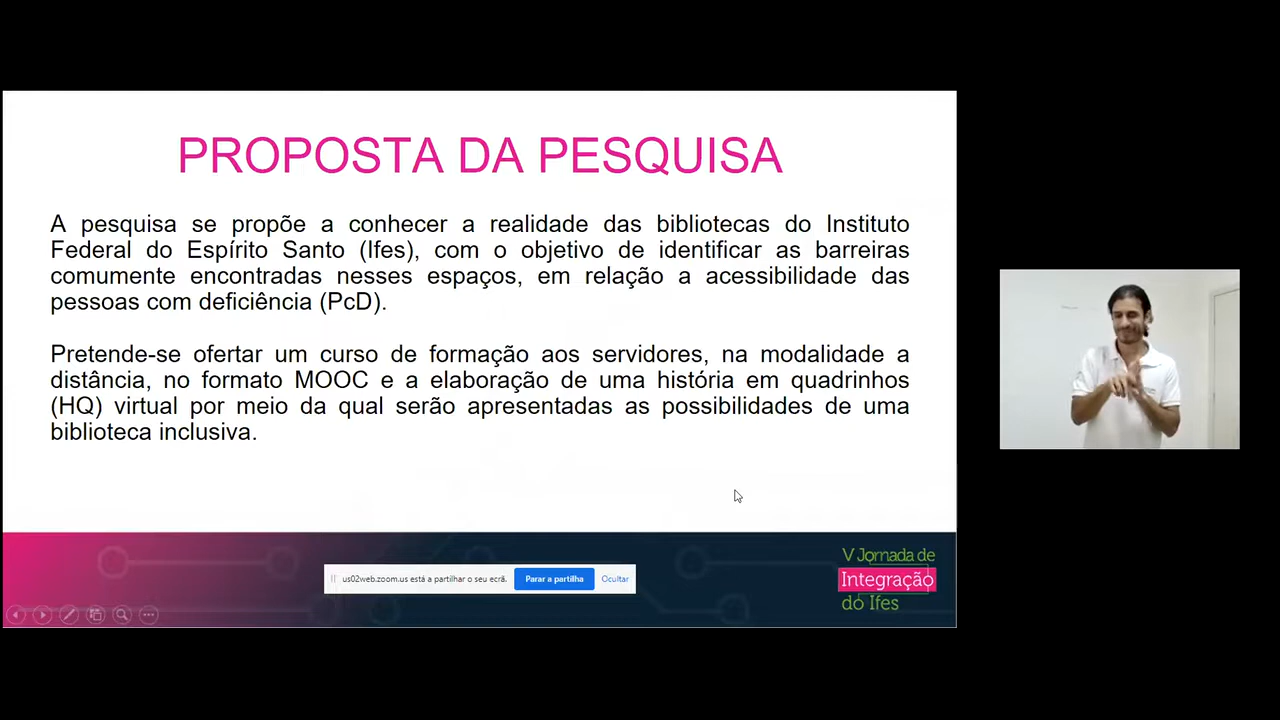 PROPOSTA DA PESQUISA
A pesquisa se propõe a conhecer a realidade das bibliotecas do Instituto
Federal do Espírito Santo (Ifes), com o objetivo de identificar as barreiras
comumente encontradas nesses espaços, em relação a acessibilidade das
pessoas com deficiência (PcD).
Pretende-se ofertar um curso de formação aos servidores, na modalidade a
distância, no formato MOOC e a elaboração de uma história em quadrinhos
(HQ) virtual por meio da qual serão apresentadas as possibilidades de uma
biblioteca inclusiva.
us02web.zoom.us está a partilhar o seu ecrã. Parar a partilha Ocultar
V Jornada de
Integração
do Ifes